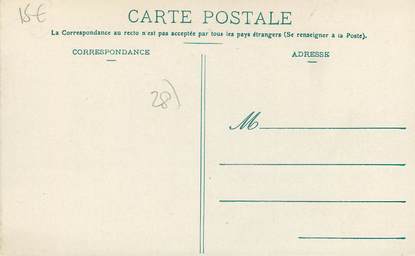 15€
CARTE POSTALE
La Correspondance au recto n'est pas acceptée par tous les pays étrangers (Se renseigner à la Poste).
CORRESPONDANCE
ADRESSE
28)
M